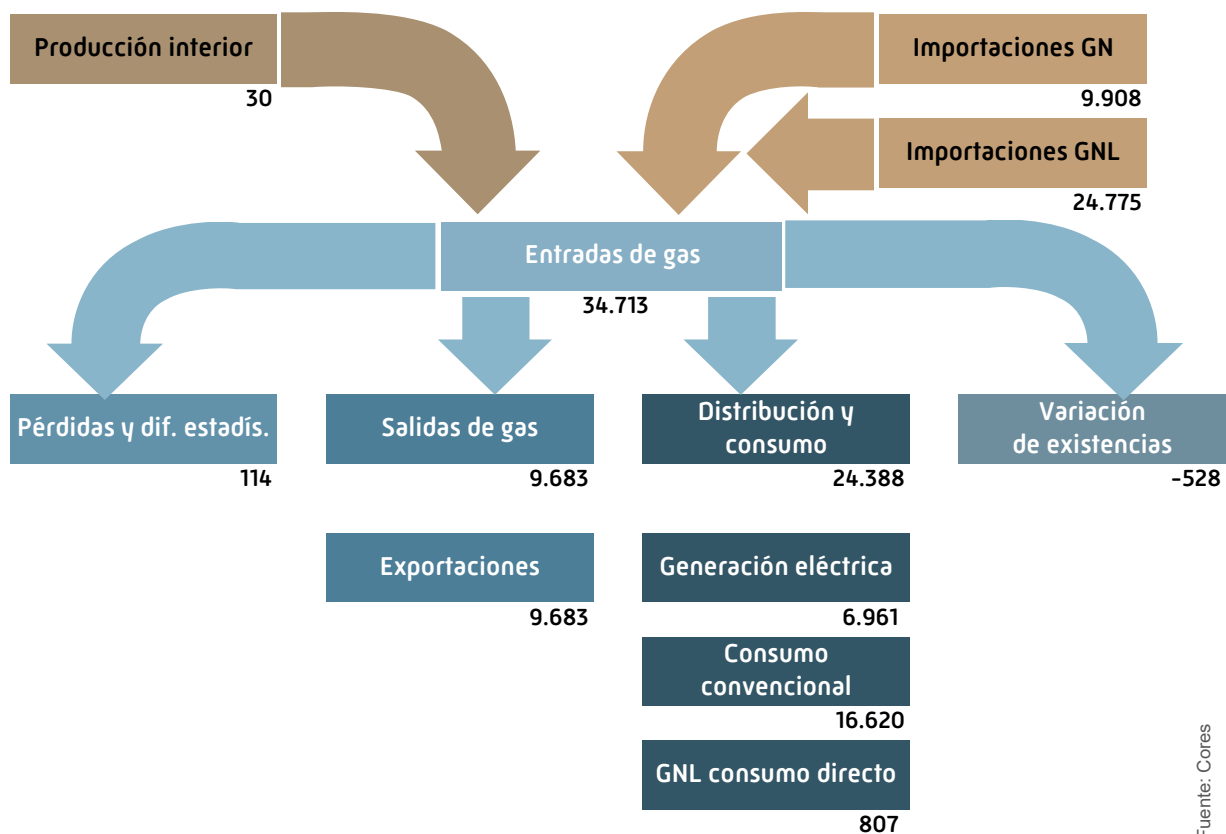 Producción interior
30
Importaciones GN
9.908
Importaciones GNL
24.775
Entradas de gas
34.713
Pérdidas y dif. estadís.
114
Salidas de gas
9.683
Distribución y
consumo
24.388
Variación
de existencias
-528
Exportaciones
9.683
Generación eléctrica
6.961
Consumo
convencional
16.620
GNL consumo directo
807
Fuente: Cores